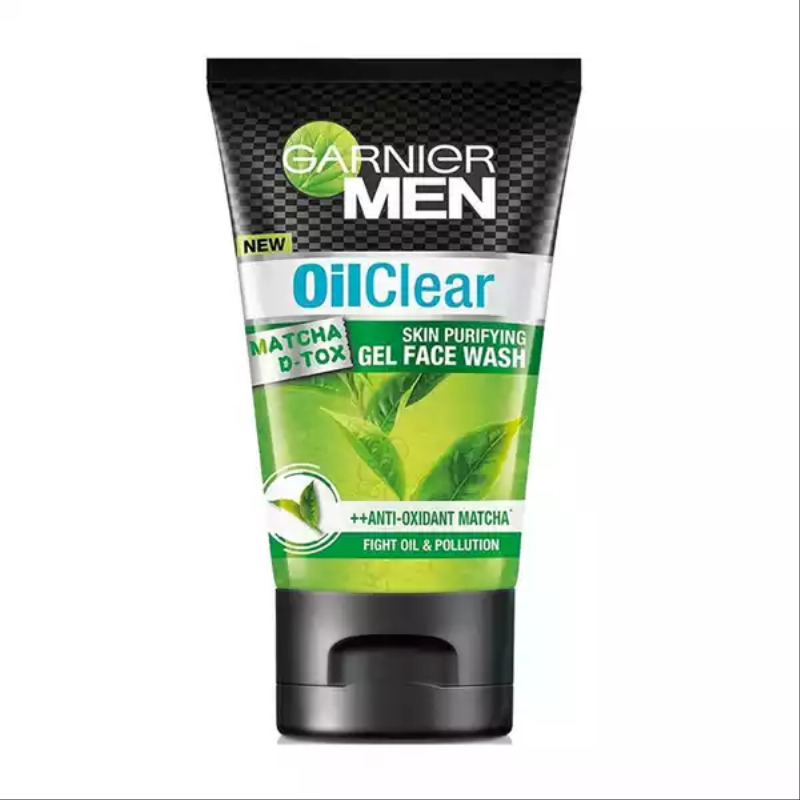 GARNIER
MEN
NEW
OilClear
MATCHA
D-TOX
SKIN PURIFYING
GEL FACE WASH
++ANTI-OXIDANT MATCHA*
FIGHT OIL & POLLUTION